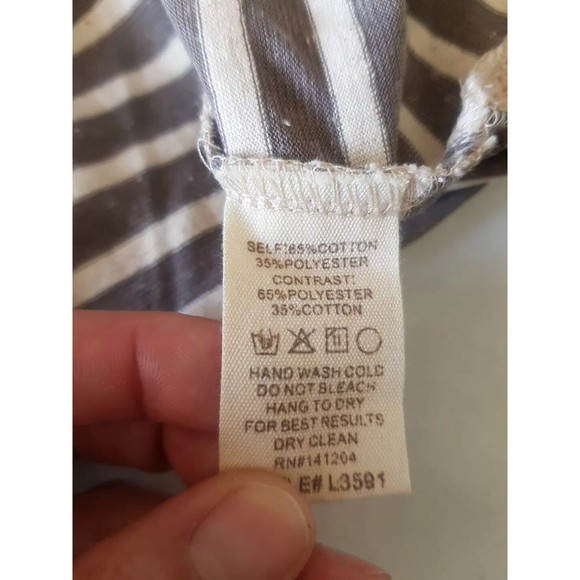 SELF:65%COTTON
35%POLYESTER
CONTRAST:
65%POLYESTER
35%COTTON
HAND WASH COLD
DO NOT BLEACH
HANG TO DRY
FOR BEST RESULTS
DRY CLEAN
RN#141204
E# L3591